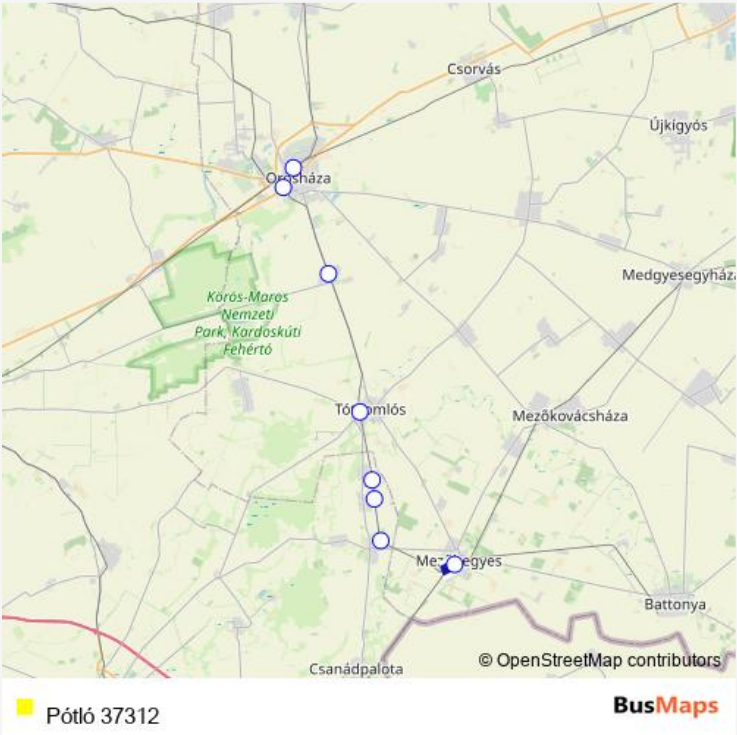 Csorvás
Újkígyós
Orosháza
Medgyesegyháza
Körös-Maros
Nemzeti
Park, Kardoskúti
Fehértó
Tótkomlós
Mezőkovácsháza
Mezőhegyes
Battonya
Csanádpalota
© OpenStreetMap contributors
BusMaps
Pótló 37312